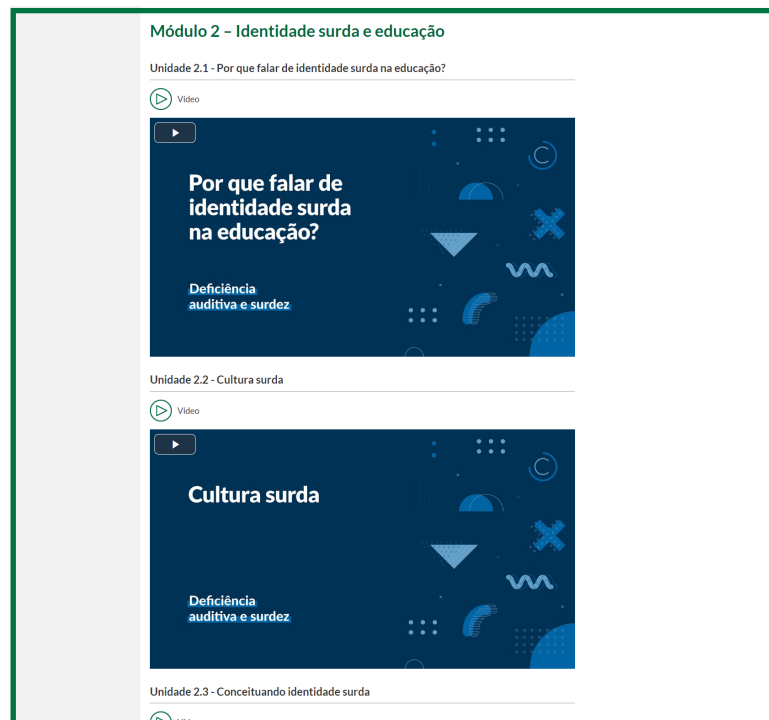 Módulo 2 – Identidade surda e educação
Unidade 2.1 - Por que falar de identidade surda na educação?
Vídeo
Por que falar de
identidade surda
na educação?
Deficiência
auditiva e surdez
Unidade 2.2 - Cultura surda
Vídeo
Cultura surda
Deficiência
auditiva e surdez
Unidade 2.3 - Conceituando identidade surda